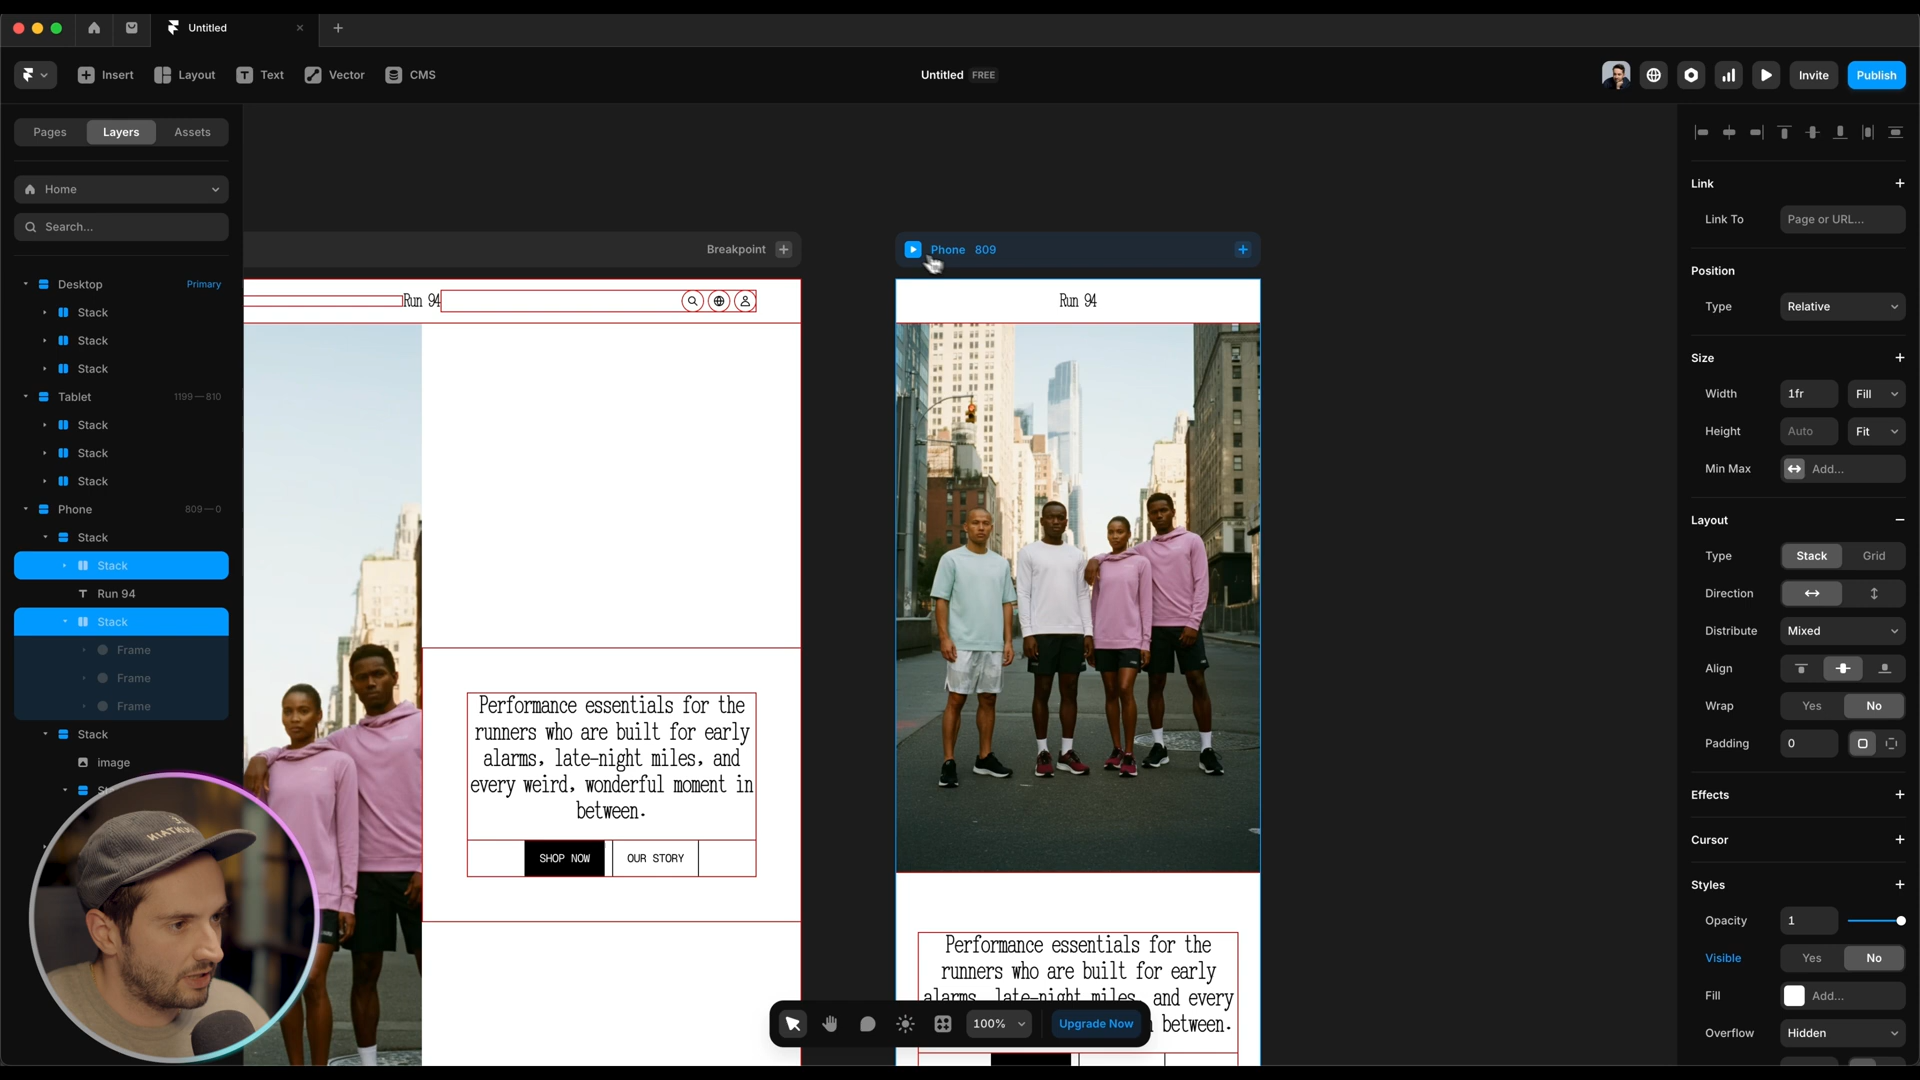 Untitled
Insert
Layout
Text
Vector
CMS
Untitled FREE
Invite
Publish
Pages
Layers
Assets
Home
Search...
Desktop
Primary
Stack
Stack
Stack
Tablet
1199 — 810
Stack
Stack
Stack
Phone
809 — 0
Stack
Stack
Run 94
Stack
Frame
Frame
Frame
Stack
image
Breakpoint
Run 94
Performance essentials for the
runners who are built for early
alarms, late-night miles, and
every weird, wonderful moment in
between.
SHOP NOW
OUR STORY
Phone 809
Run 94
Performance essentials for the
runners who are built for early
alarms, late-night miles, and every
between.
100%
Upgrade Now
Link
Link To
Page or URL...
Position
Type
Relative
Size
Width
1fr
Fill
Height
Auto
Fit
Min Max
Add...
Layout
Type
Stack
Grid
Direction
Distribute
Mixed
Align
Wrap
Yes
No
Padding
0
Effects
Cursor
Styles
Opacity
1
Visible
Yes
No
Fill
Add...
Overflow
Hidden